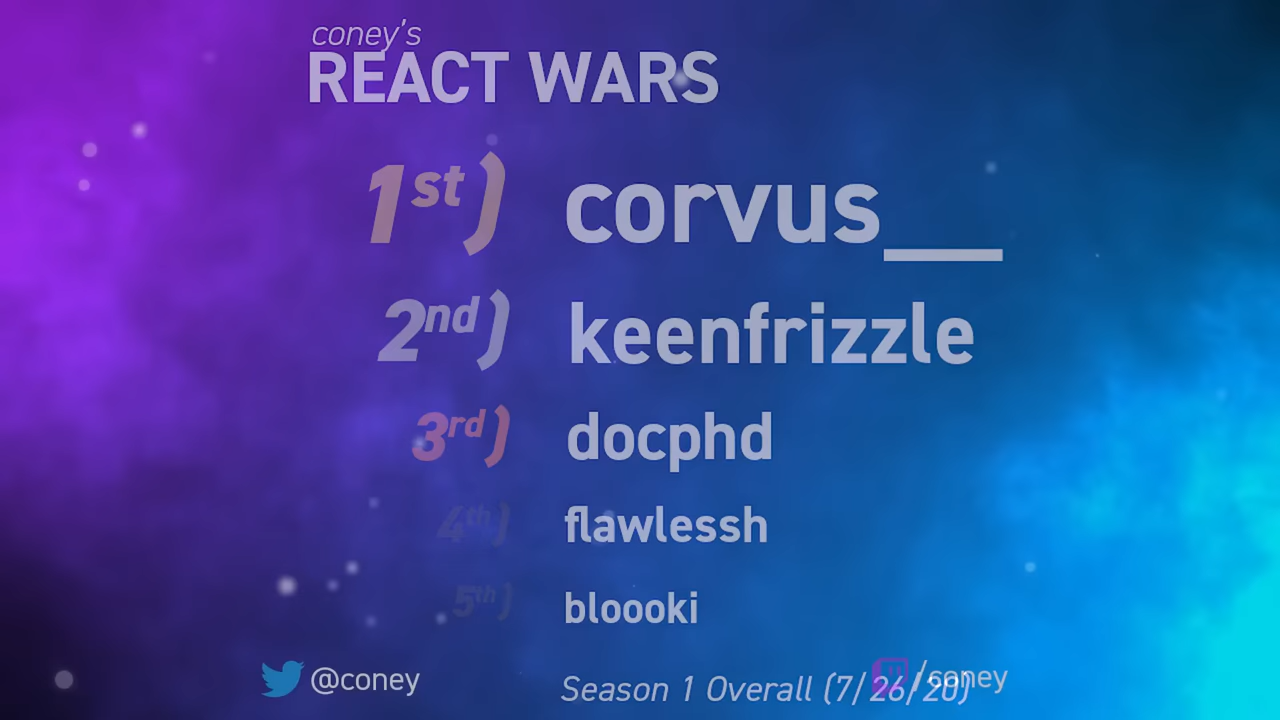 coney's
REACT WARS
1st) corvus__
2nd) keenfrizzle
3rd) docphd
4th) flawlessh
5th) bloooki
@coney
Season 1 Overall (7/26/20)
/coney